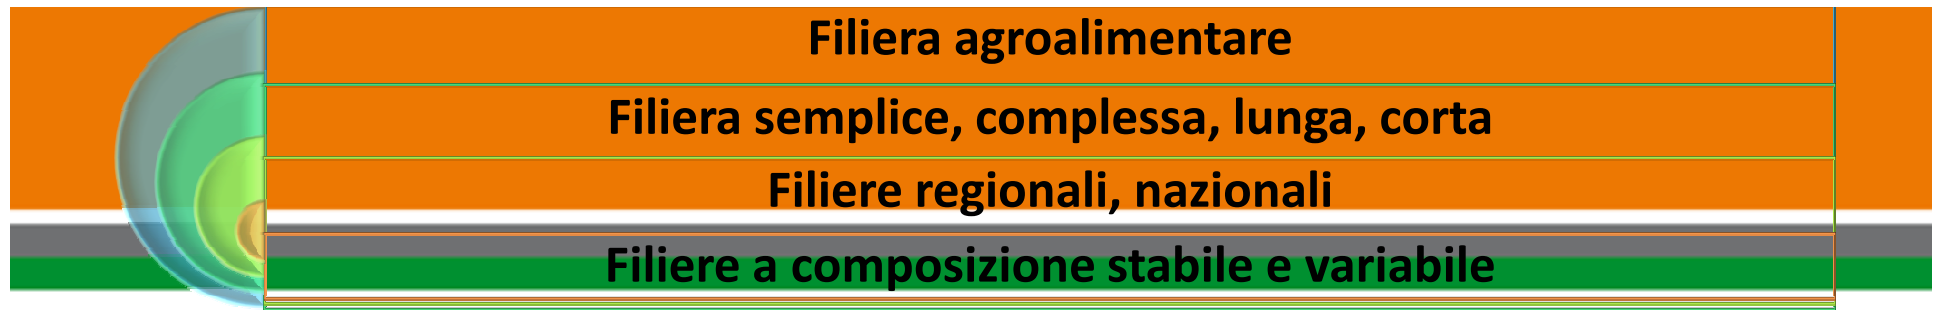 Filiera agroalimentare
Filiera semplice, complessa, lunga, corta
Filiere regionali, nazionali
Filiere a composizione stabile e variabile